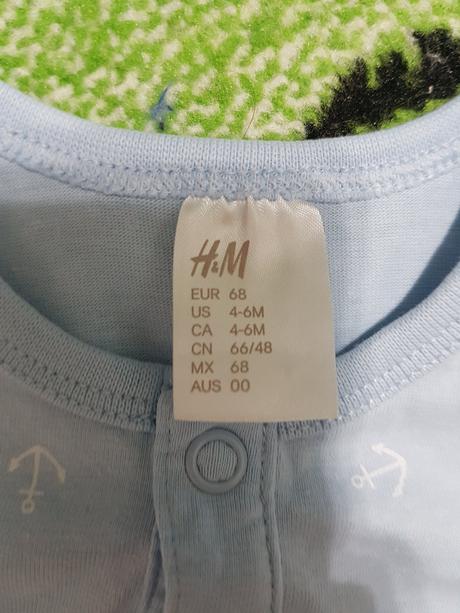 H&M
EUR 68
US 4-6M
CA 4-6M
CN 66/48
MX 68
AUS 00